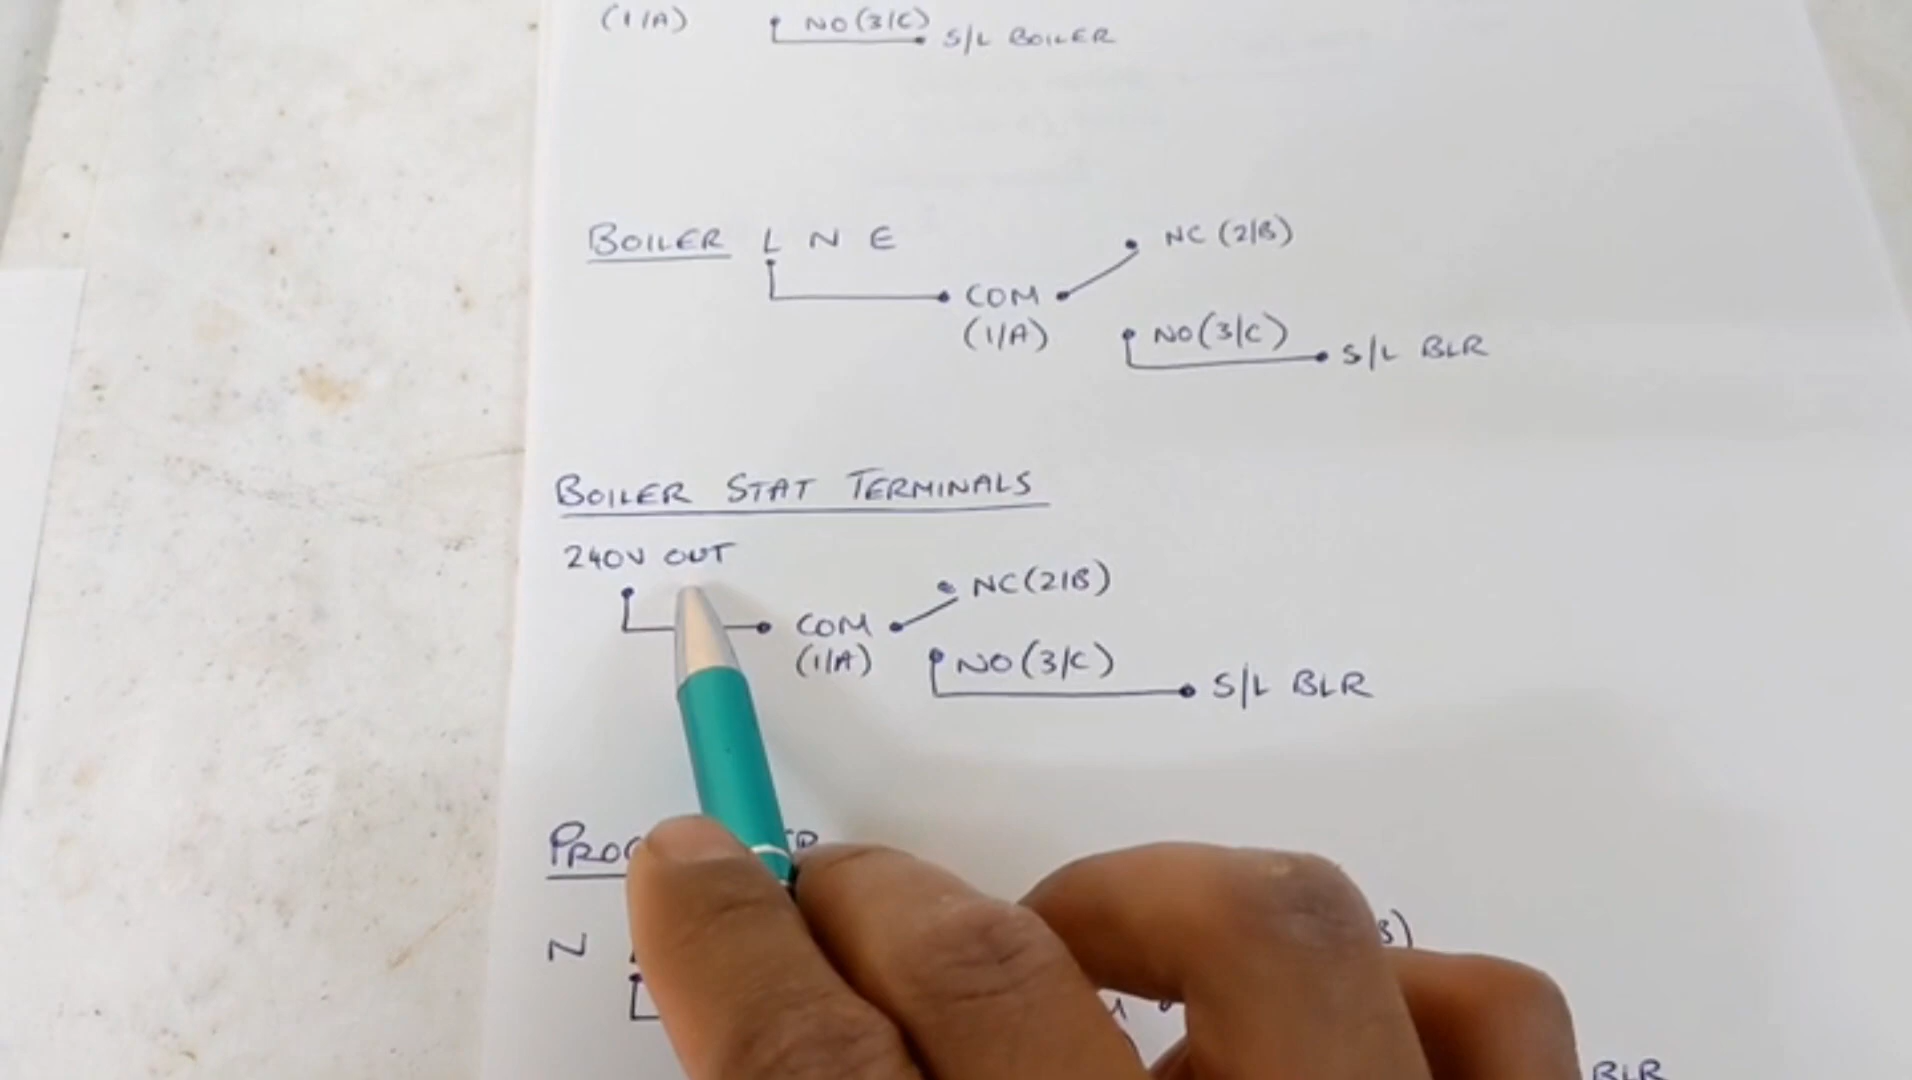 (1/A) NO(3/C) S/L BOILER
BOILER L N E NC (2/B)
COM
(1/A) NO(3/C) S/L BLR
BOILER STAT TERMINALS
240V OUT NC(2/B)
COM
(1/A) NO(3/C) S/L BLR
N
BLR